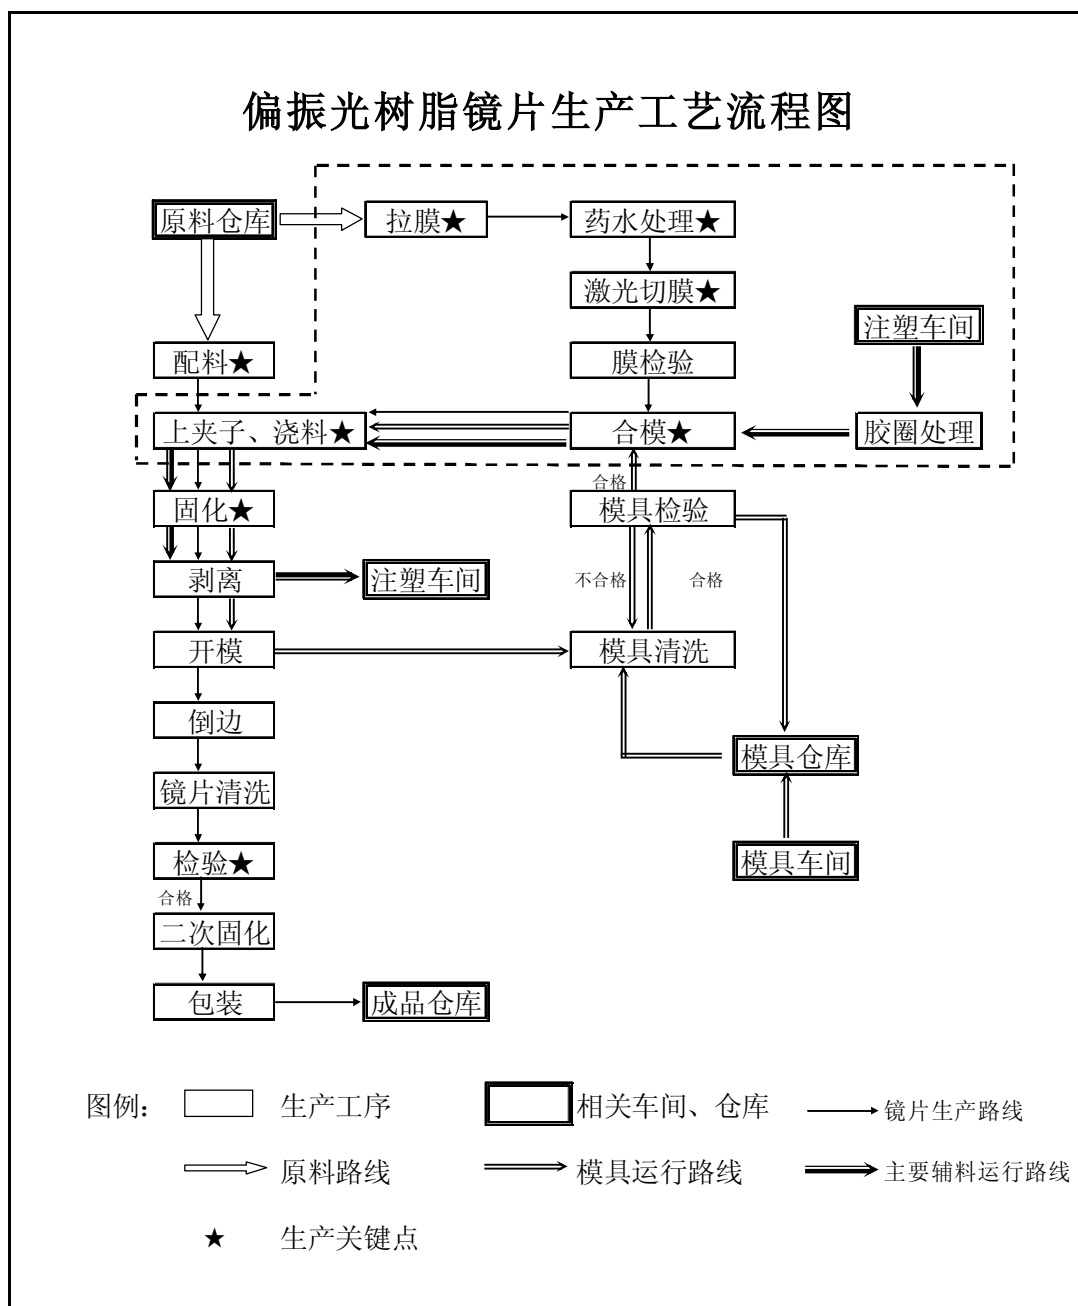 偏振光树脂镜片生产工艺流程图
原料仓库
拉膜★
药水处理★
激光切膜★
注塑车间
配料★
膜检验
上夹子、浇料★
合模★
胶圈处理
合格
固化★
模具检验
剥离
注塑车间
不合格
合格
开模
模具清洗
倒边
模具仓库
镜片清洗
检验★
模具车间
合格
二次固化
包装
成品仓库
图例：
生产工序
相关车间、仓库
镜片生产路线
原料路线
模具运行路线
主要辅料运行路线
★
生产关键点